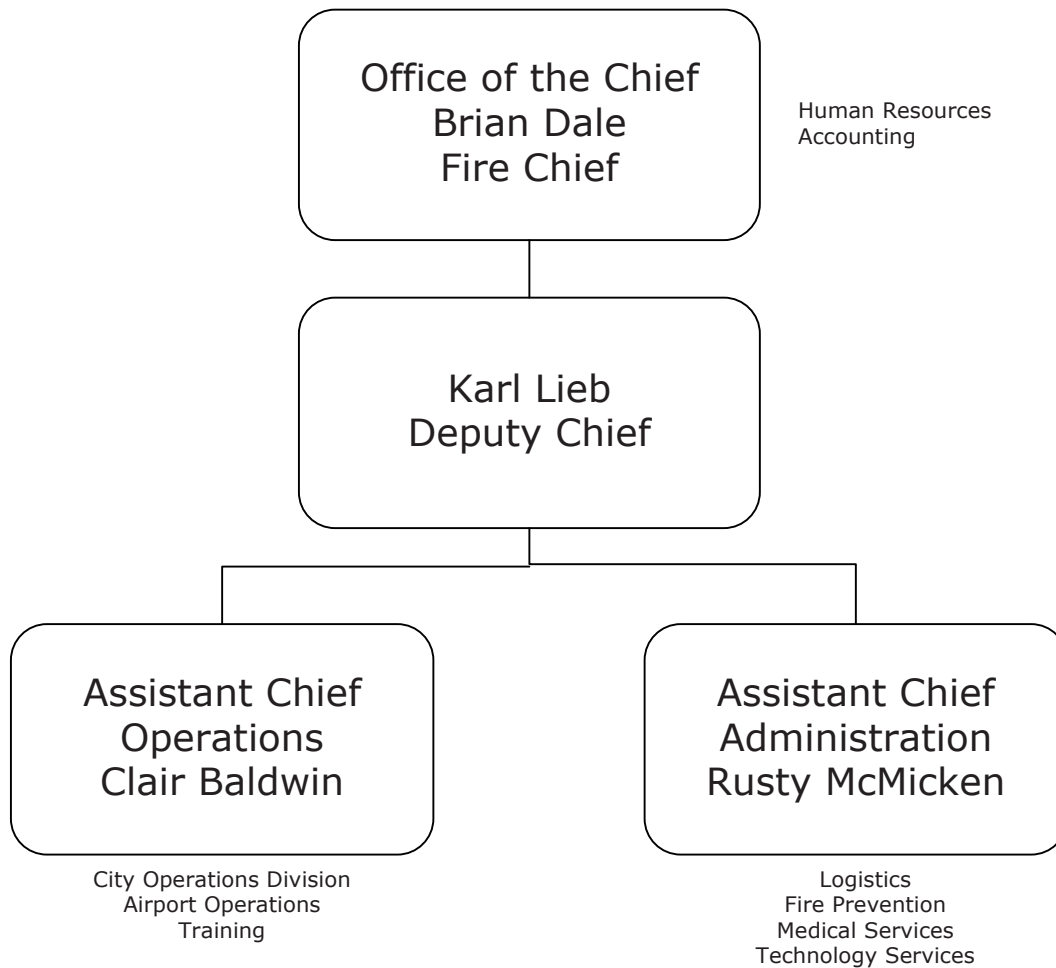 Office of the Chief
Brian Dale
Fire Chief
Human Resources
Accounting
Karl Lieb
Deputy Chief
Assistant Chief
Operations
Clair Baldwin
City Operations Division
Airport Operations
Training
Assistant Chief
Administration
Rusty McMicken
Logistics
Fire Prevention
Medical Services
Technology Services